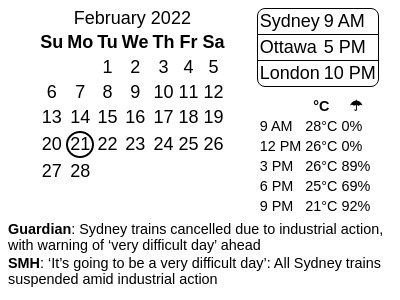 February 2022
Su Mo Tu We Th Fr Sa
1 2 3 4 5
6 7 8 9 10 11 12
13 14 15 16 17 18 19
20 21 22 23 24 25 26
27 28
Sydney 9 AM
Ottawa 5 PM
London 10 PM
°C ☂
9 AM 28°C 0%
12 PM 26°C 0%
3 PM 26°C 89%
6 PM 25°C 69%
9 PM 21°C 92%
Guardian: Sydney trains cancelled due to industrial action,
with warning of ‘very difficult day’ ahead
SMH: ‘It’s going to be a very difficult day’: All Sydney trains
suspended amid industrial action